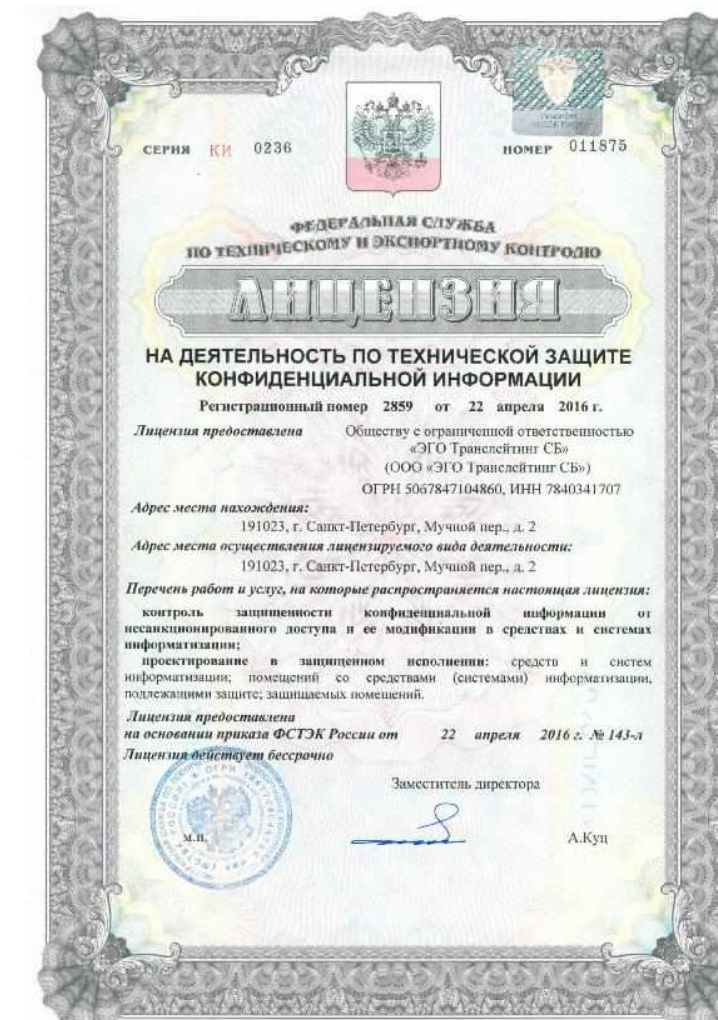 СЕРИЯ КИ 0236
НОМЕР 011875
ФЕДЕРАЛЬНАЯ СЛУЖБА
ПО ТЕХНИЧЕСКОМУ И ЭКСПОРТНОМУ КОНТРОЛЮ
ЛИЦЕНЗИЯ
НА ДЕЯТЕЛЬНОСТЬ ПО ТЕХНИЧЕСКОЙ ЗАЩИТЕ
КОНФИДЕНЦИАЛЬНОЙ ИНФОРМАЦИИ
Регистрационный номер 2859 от 22 апреля 2016 г.
Лицензия предоставлена Обществу с ограниченной ответственностью
«ЭГО Транслейтинг СБ»
(ООО «ЭГО Транслейтинг СБ»)
ОГРН 5067847104860, ИНН 7840341707
Адрес места нахождения:
191023, г. Санкт-Петербург, Мучной пер., д. 2
Адрес места осуществления лицензируемого вида деятельности:
191023, г. Санкт-Петербург, Мучной пер., д. 2
Перечень работ и услуг, на которые распространяется настоящая лицензия:
контроль защищенности конфиденциальной информации от
несанкционированного доступа и ее модификации в средствах и системах
информатизации;
проектирование в защищенном исполнении: средств и систем
информатизации; помещений со средствами (системами) информатизации,
подлежащими защите; защищаемых помещений.
Лицензия предоставлена
на основании приказа ФСТЭК России от 22 апреля 2016 г. № 143-л
Лицензия действует бессрочно
Заместитель директора
м.п.
А.Куц